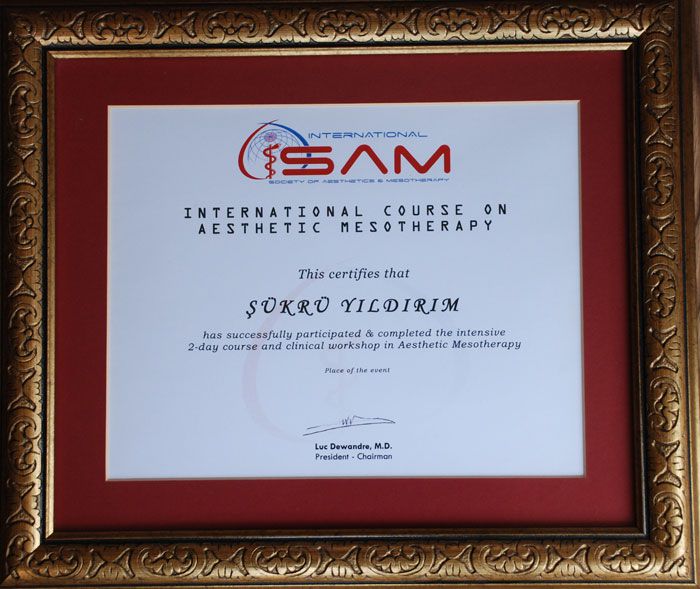 INTERNATIONAL
ISAM
SOCIETY OF AESTHETICS & MESOTHERAPY
INTERNATIONAL COURSE ON
AESTHETIC MESOTHERAPY
This certifies that
ŞÜKRÜ YILDIRIM
has successfully participated & completed the intensive
2-day course and clinical workshop in Aesthetic Mesotherapy
Place of the event
Luc Dewandre, M.D.
President - Chairman